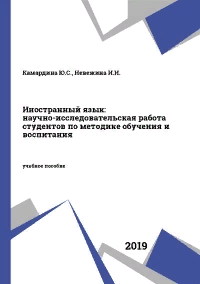 Камардина Ю.С., Невежина И.И.
Иностранный язык:
научно-исследовательская работа
студентов по методике обучения и
воспитания
учебное пособие
2019